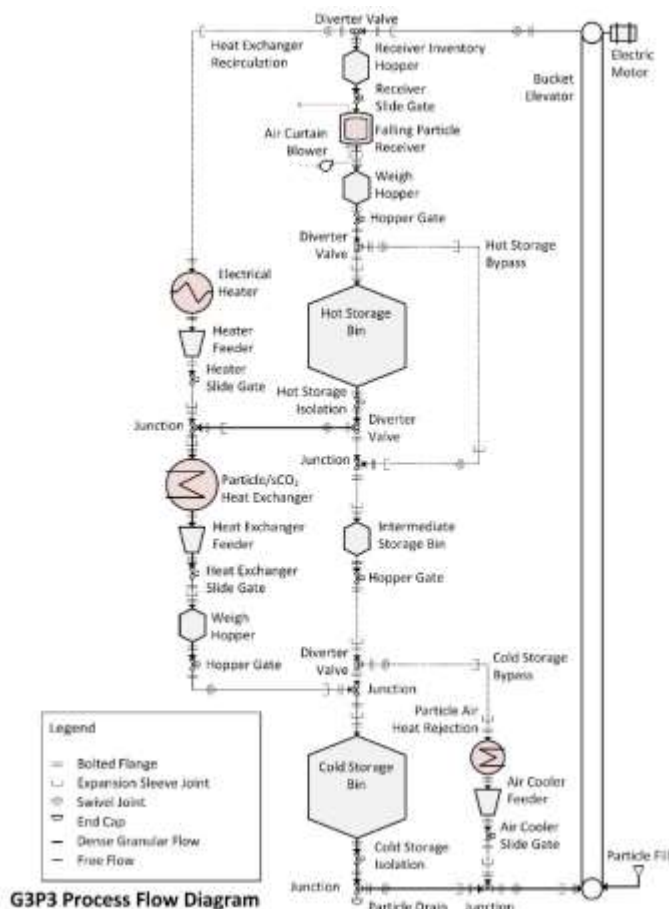 Diverter Valve
Heat Exchanger
Recirculation
Receiver Inventory
Hopper
Electric
Motor
Bucket
Elevator
Receiver
Slide Gate
Air Curtain
Blower
Falling Particle
Receiver
Weigh
Hopper
Hopper Gate
Diverter
Valve
Hot Storage
Bypass
Electrical
Heater
Hot Storage
Bin
Heater
Feeder
Heater
Slide Gate
Hot Storage
Isolation
Junction
Diverter
Valve
Junction
Particle/sCO₂
Heat Exchanger
Heat Exchanger
Feeder
Intermediate
Storage Bin
Heat Exchanger
Slide Gate
Hopper Gate
Weigh
Hopper
Diverter
Valve
Cold Storage
Bypass
Hopper Gate
Junction
Particle Air
Heat Rejection
Legend
Bolted Flange
Expansion Sleeve Joint
Swivel Joint
End Cap
Dense Granular Flow
Free Flow
Cold Storage
Bin
Air Cooler
Feeder
Air Cooler
Slide Gate
Cold Storage
Isolation
Particle Fill
Junction
Particle Drain
Junction
G3P3 Process Flow Diagram